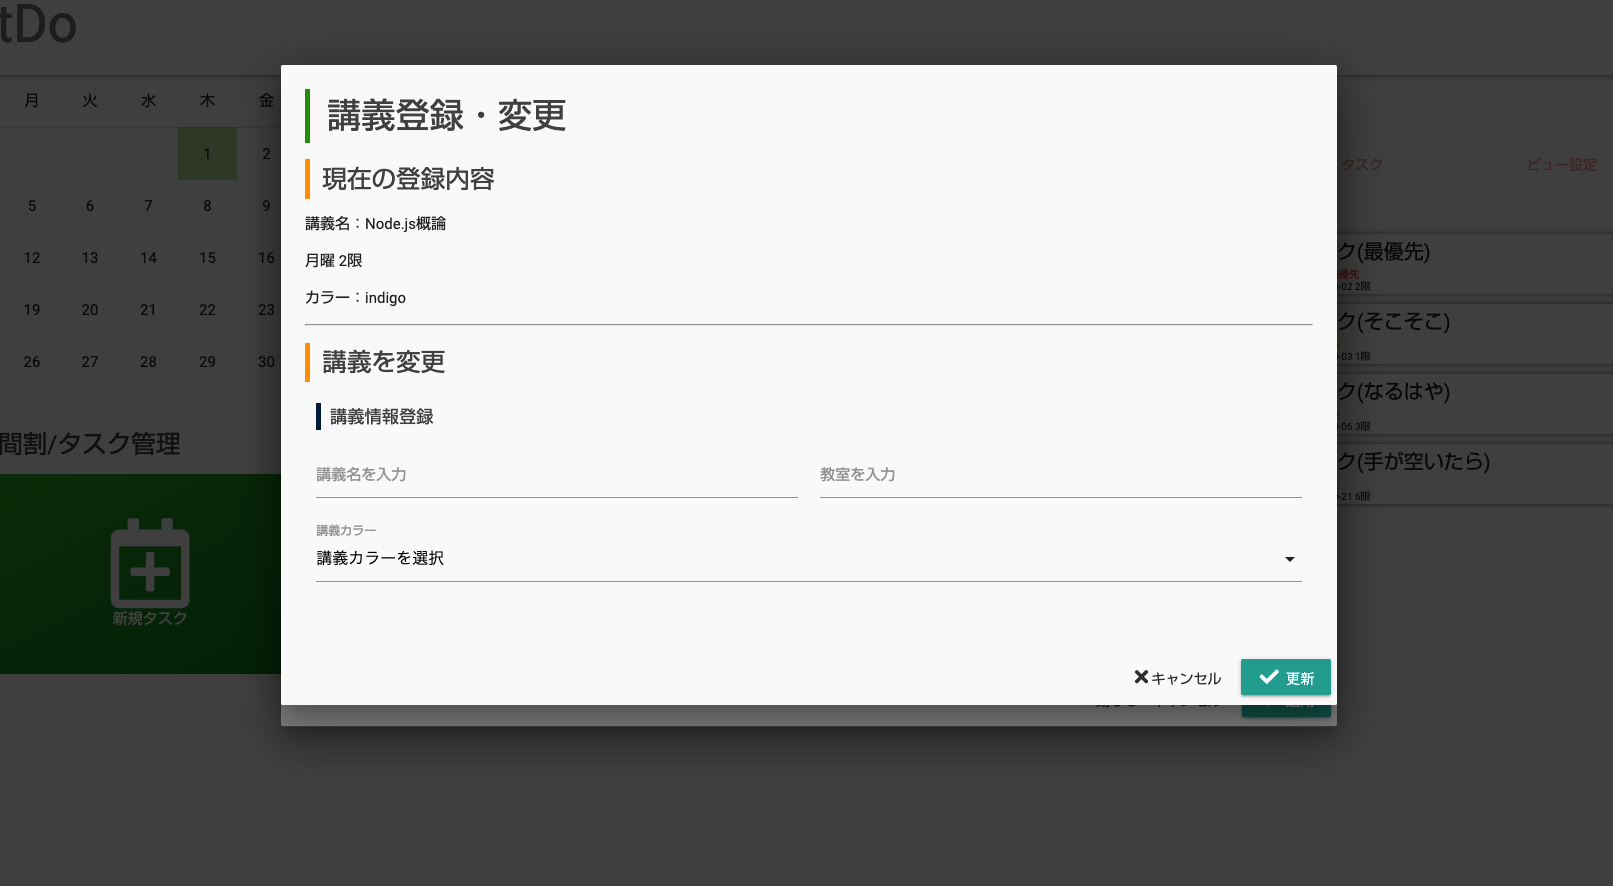 tDo
月 火 水 木 金
1 2
5 6 7 8 9
12 13 14 15 16
19 20 21 22 23
26 27 28 29 30
間割/タスク管理
新規タスク
講義登録・変更
現在の登録内容
講義名：Node.js概論
月曜 2限
カラー：indigo
講義を変更
講義情報登録
講義名を入力
教室を入力
講義カラー
講義カラーを選択
キャンセル
更新
タスク
ビュー設定
ク(最優先)
優先
-02 2限
ク(そこそこ)
-03 1限
ク(なるはや)
-06 3限
ク(手が空いたら)
-21 6限